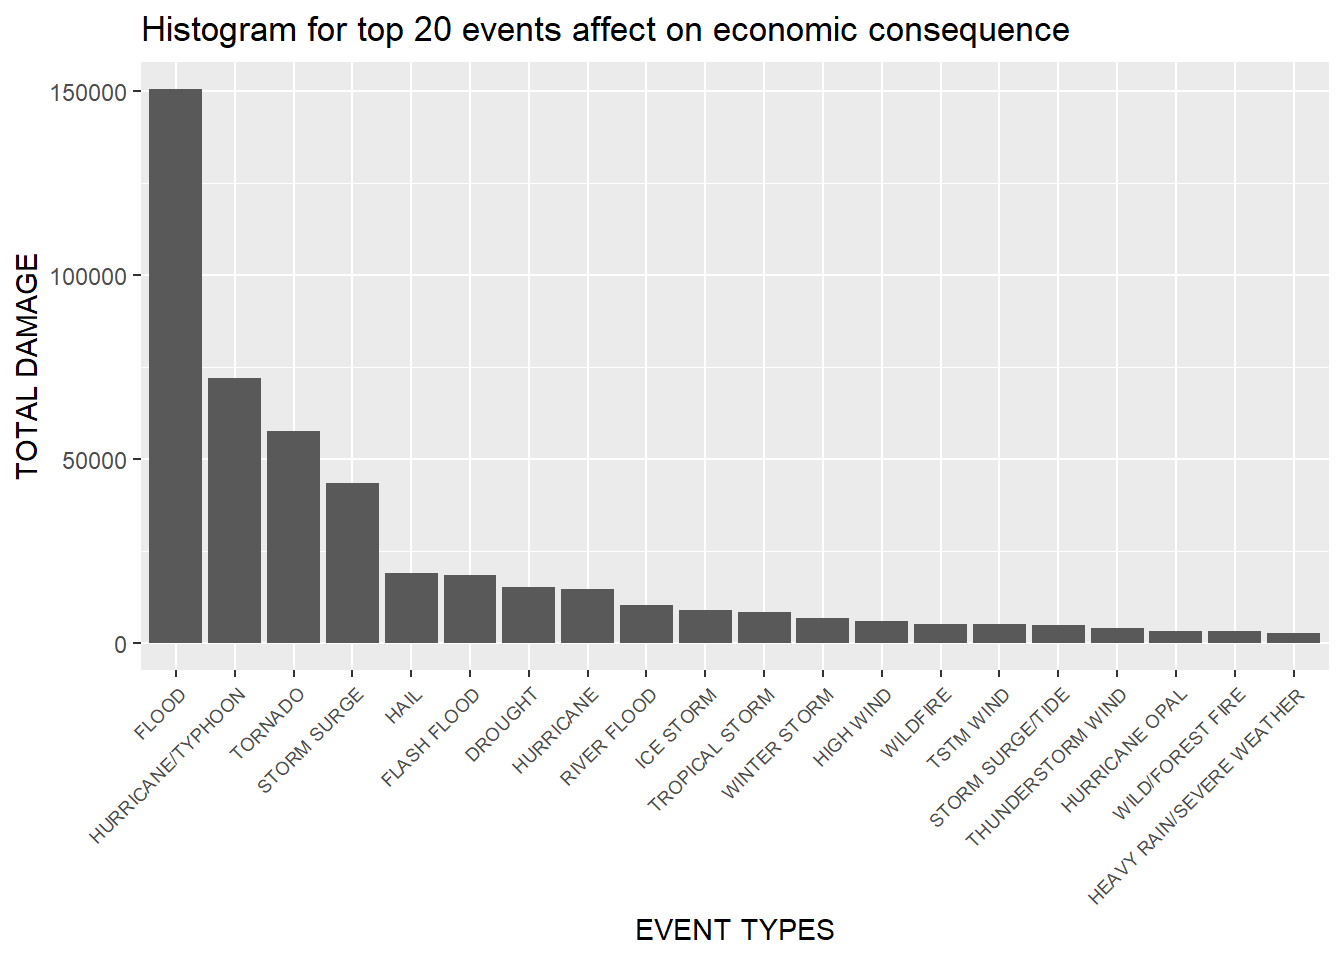 Histogram for top 20 events affect on economic consequence
TOTAL DAMAGE
150000
100000
50000
0
FLOOD
HURRICANE/TYPHOON
TORNADO
STORM SURGE
HAIL
FLASH FLOOD
DROUGHT
HURRICANE
RIVER FLOOD
ICE STORM
TROPICAL STORM
WINTER STORM
HIGH WIND
WILDFIRE
TSTM WIND
STORM SURGE/TIDE
THUNDERSTORM WIND
HURRICANE OPAL
WILD/FOREST FIRE
HEAVY RAIN/SEVERE WEATHER
EVENT TYPES